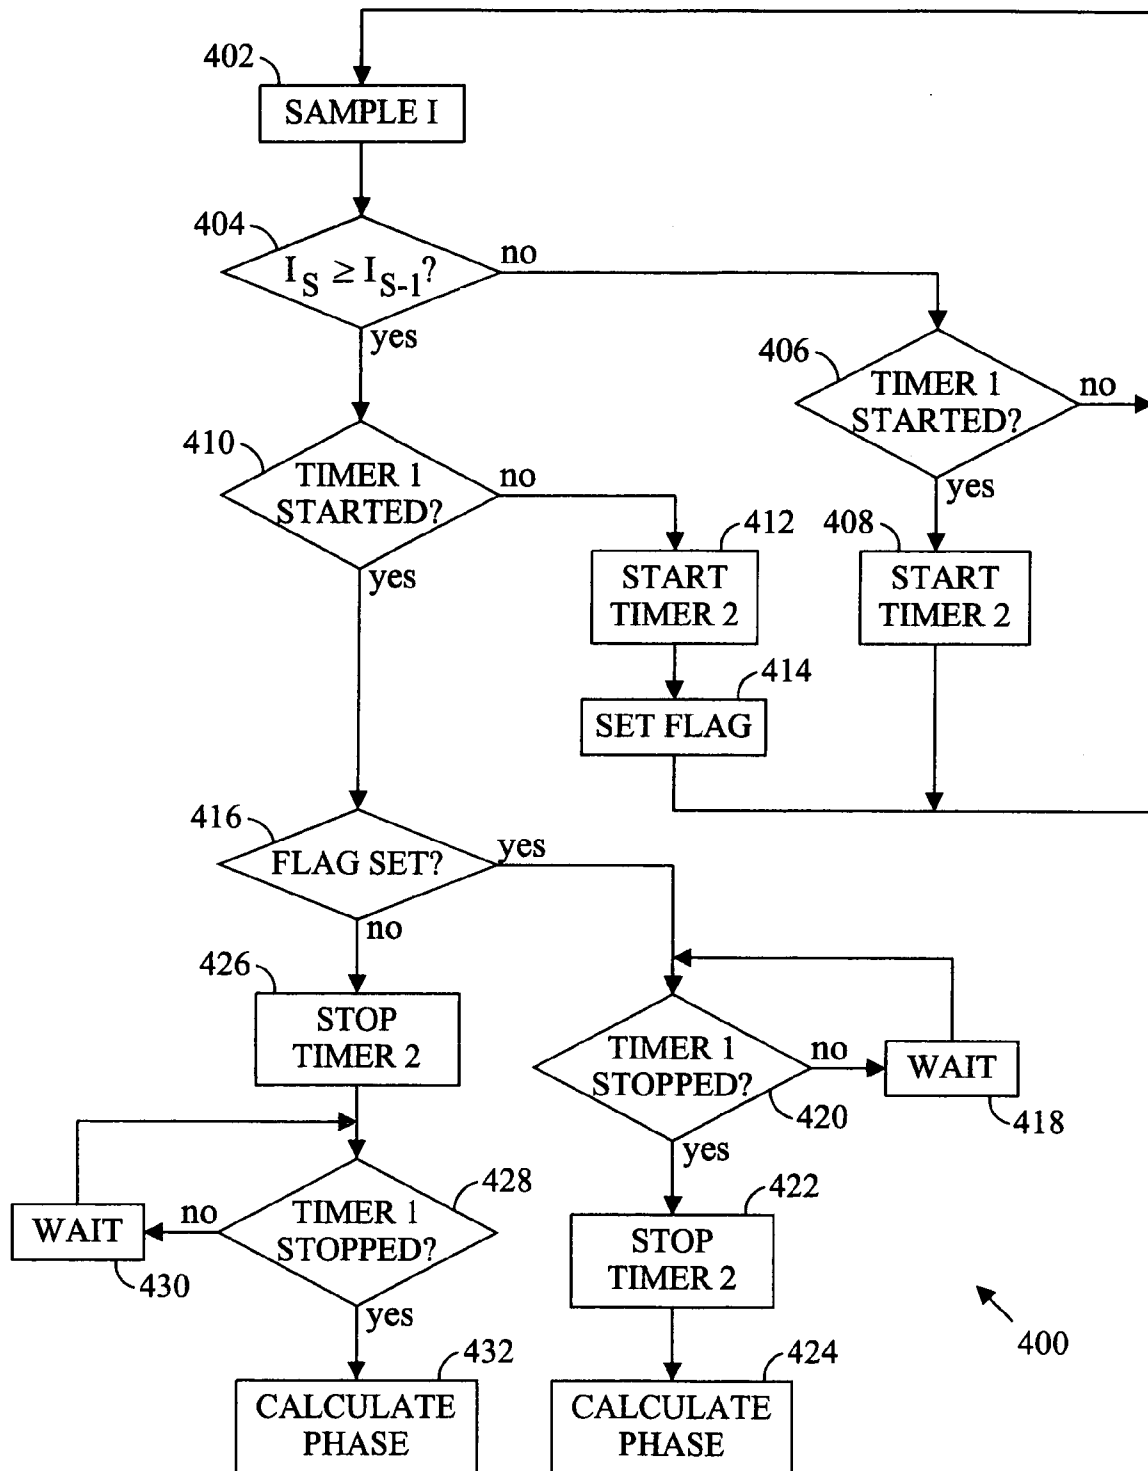 402
SAMPLE I
404
I_S ≥ I_S-1?
no
yes
406
TIMER 1
STARTED?
no
yes
410
TIMER 1
STARTED?
no
yes
412
START
TIMER 2
408
START
TIMER 2
414
SET FLAG
416
FLAG SET?
yes
no
426
STOP
TIMER 2
TIMER 1
STOPPED?
no
420
yes
WAIT
418
428
TIMER 1
STOPPED?
no
yes
WAIT
430
422
STOP
TIMER 2
400
432
CALCULATE
PHASE
424
CALCULATE
PHASE